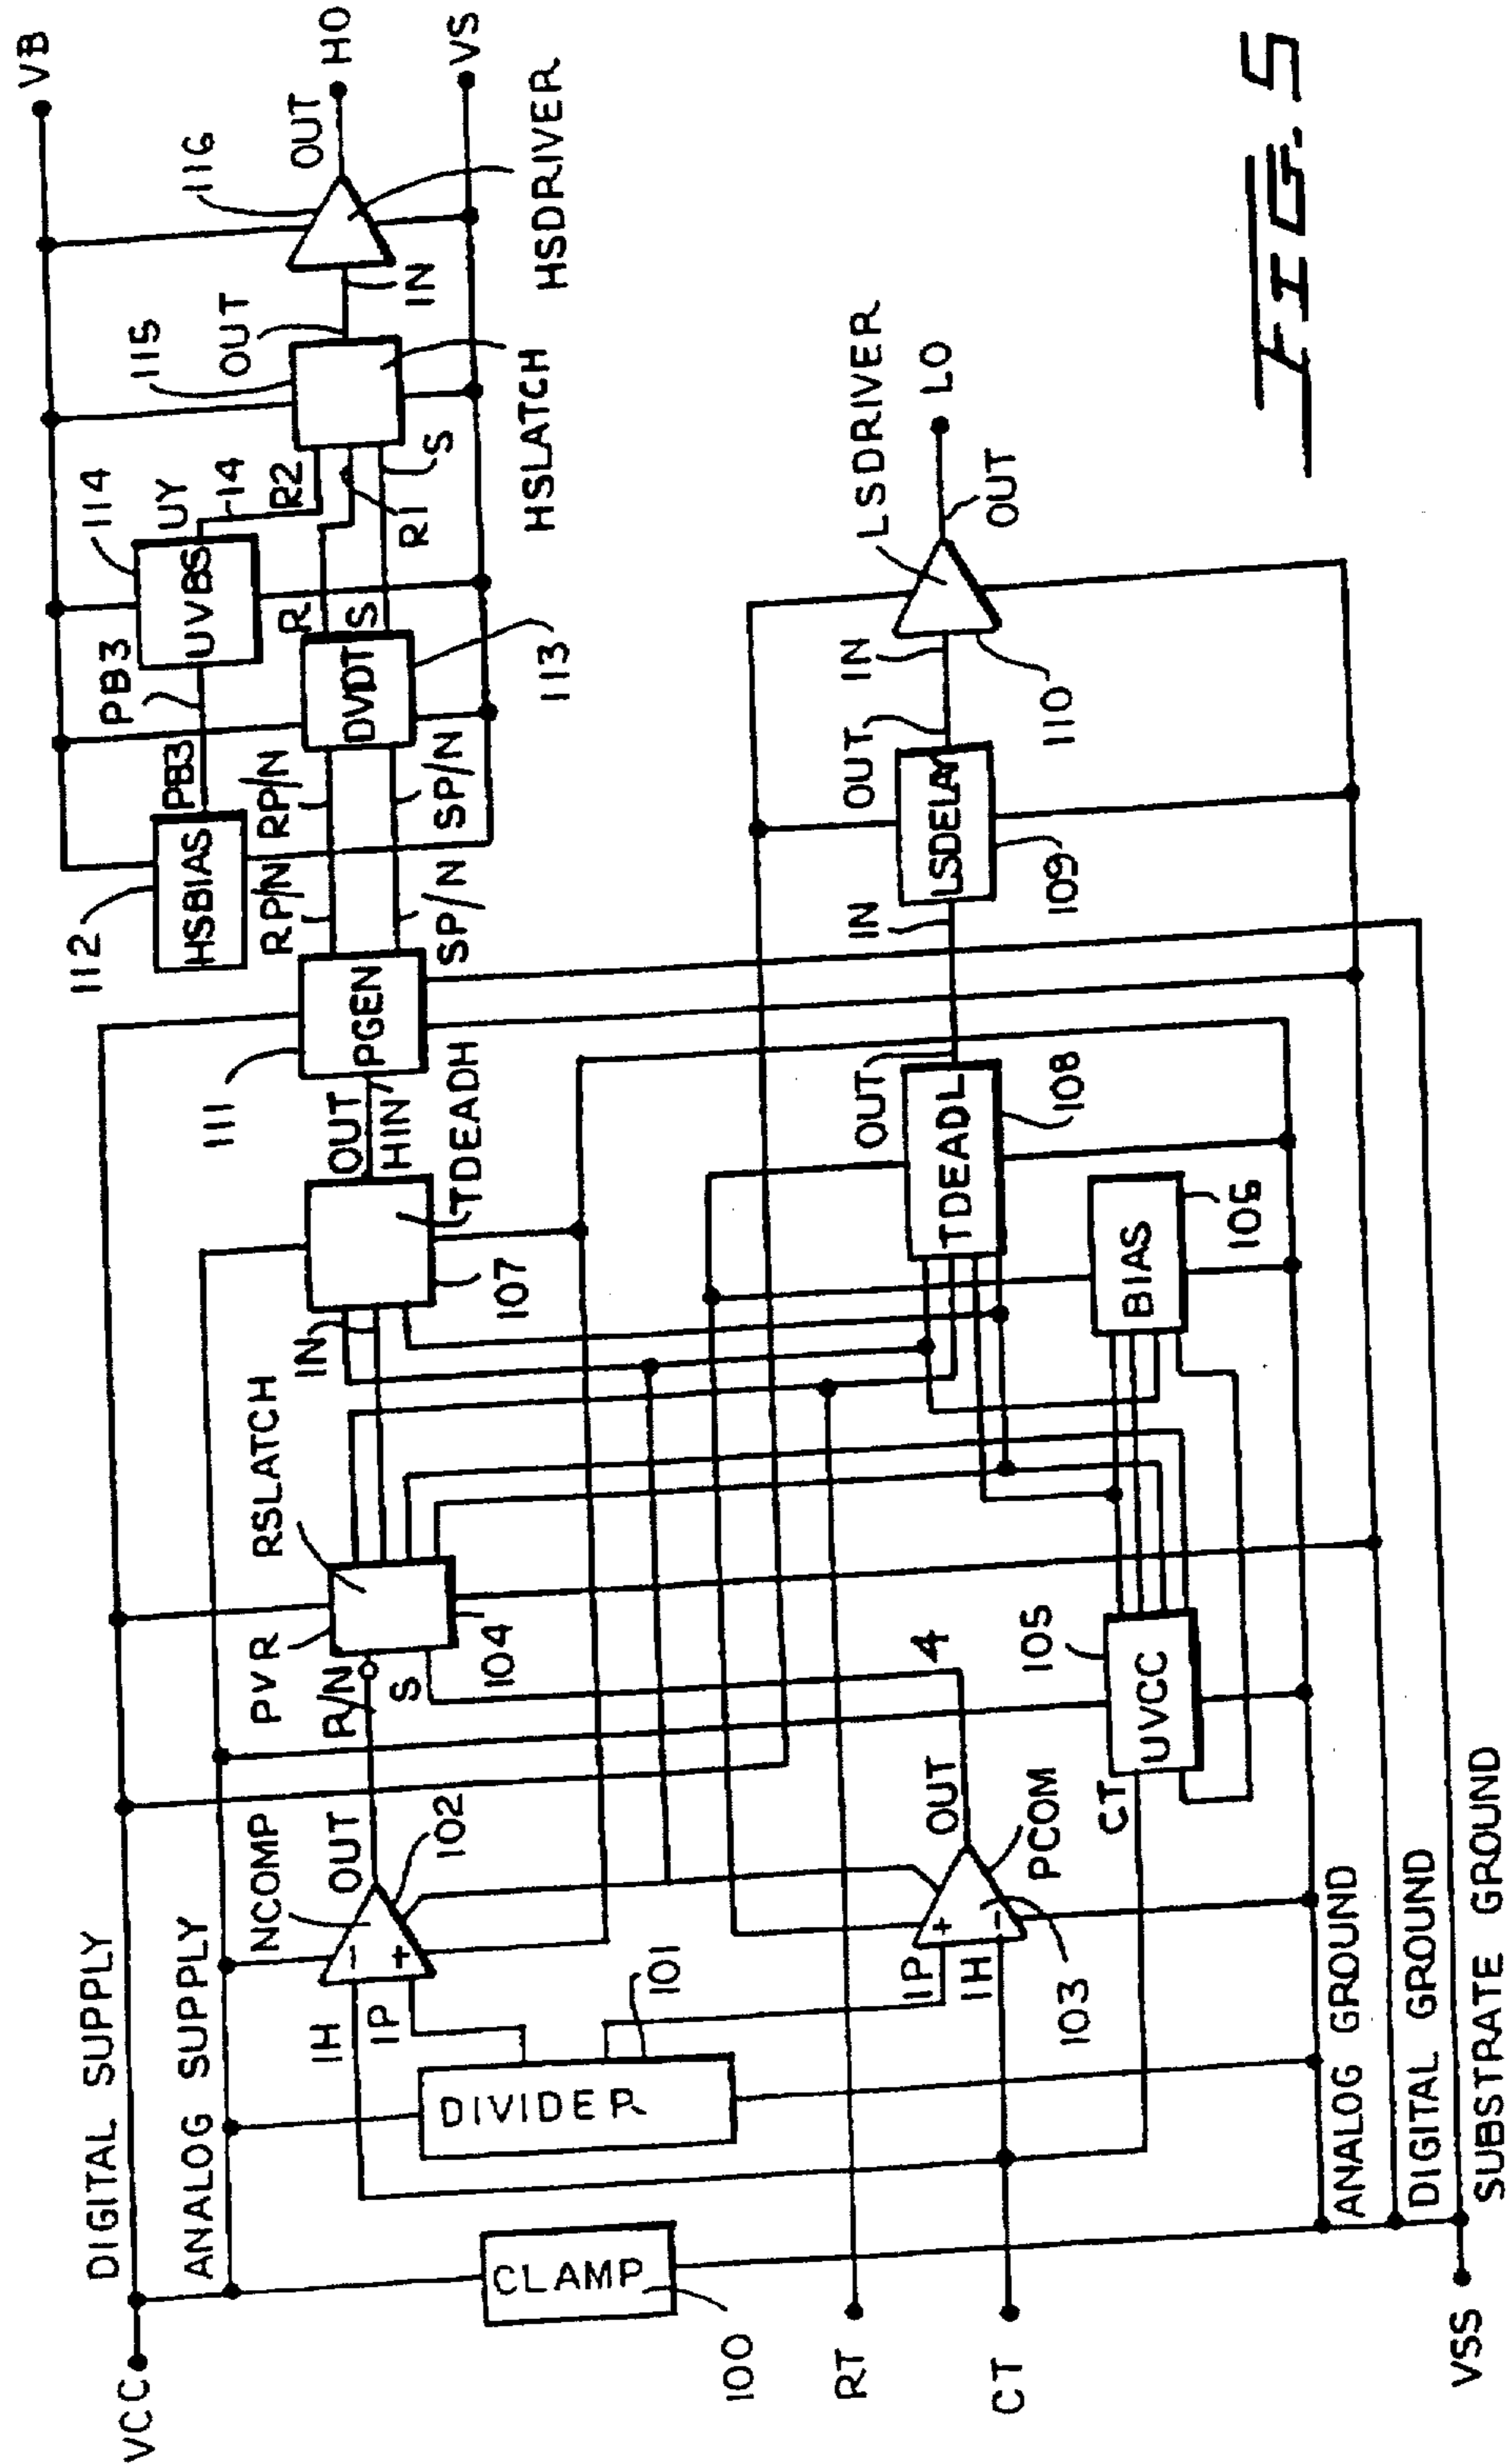 VCC
DIGITAL SUPPLY
ANALOG SUPPLY
CLAMP
100
RT
CT
VSS
DIVIDER
101
IH
IP
NCOMP
OUT
102
IP
IH
+
-
-
+
103
PCOM
OUT
4
PVR
R/N
S
RSLATCH
104
CT
UVCC
105
BIAS
106
IN
107
TDEADH
OUT
HIN
TDEADL
OUT
108
111
PGEN
RP/N
SP/N
RP/N
SP/N
112
HSBIAS
PB3
PB3
DVDT
113
R
S
UVBS
114
UY
14
R2
R1
S
115
OUT
HSLATCH
IN
116
OUT
HSDRIVER
VB
HO
VS
IN
LSDELAY
109
OUT
IN
110
LSDRIVER
OUT
LO
ANALOG GROUND
DIGITAL GROUND
SUBSTRATE GROUND
FIG. 5